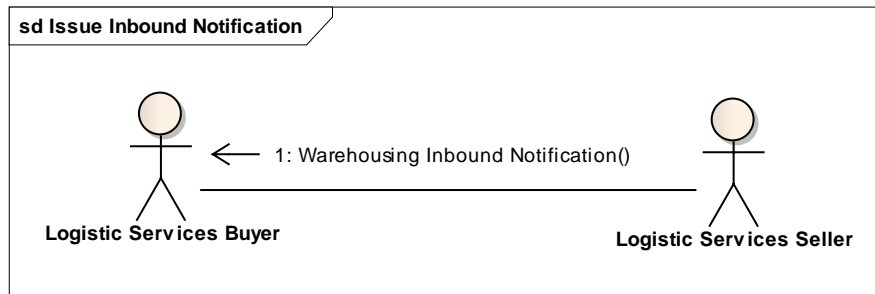 sd Issue Inbound Notification
1: Warehousing Inbound Notification()
Logistic Services Buyer
Logistic Services Seller